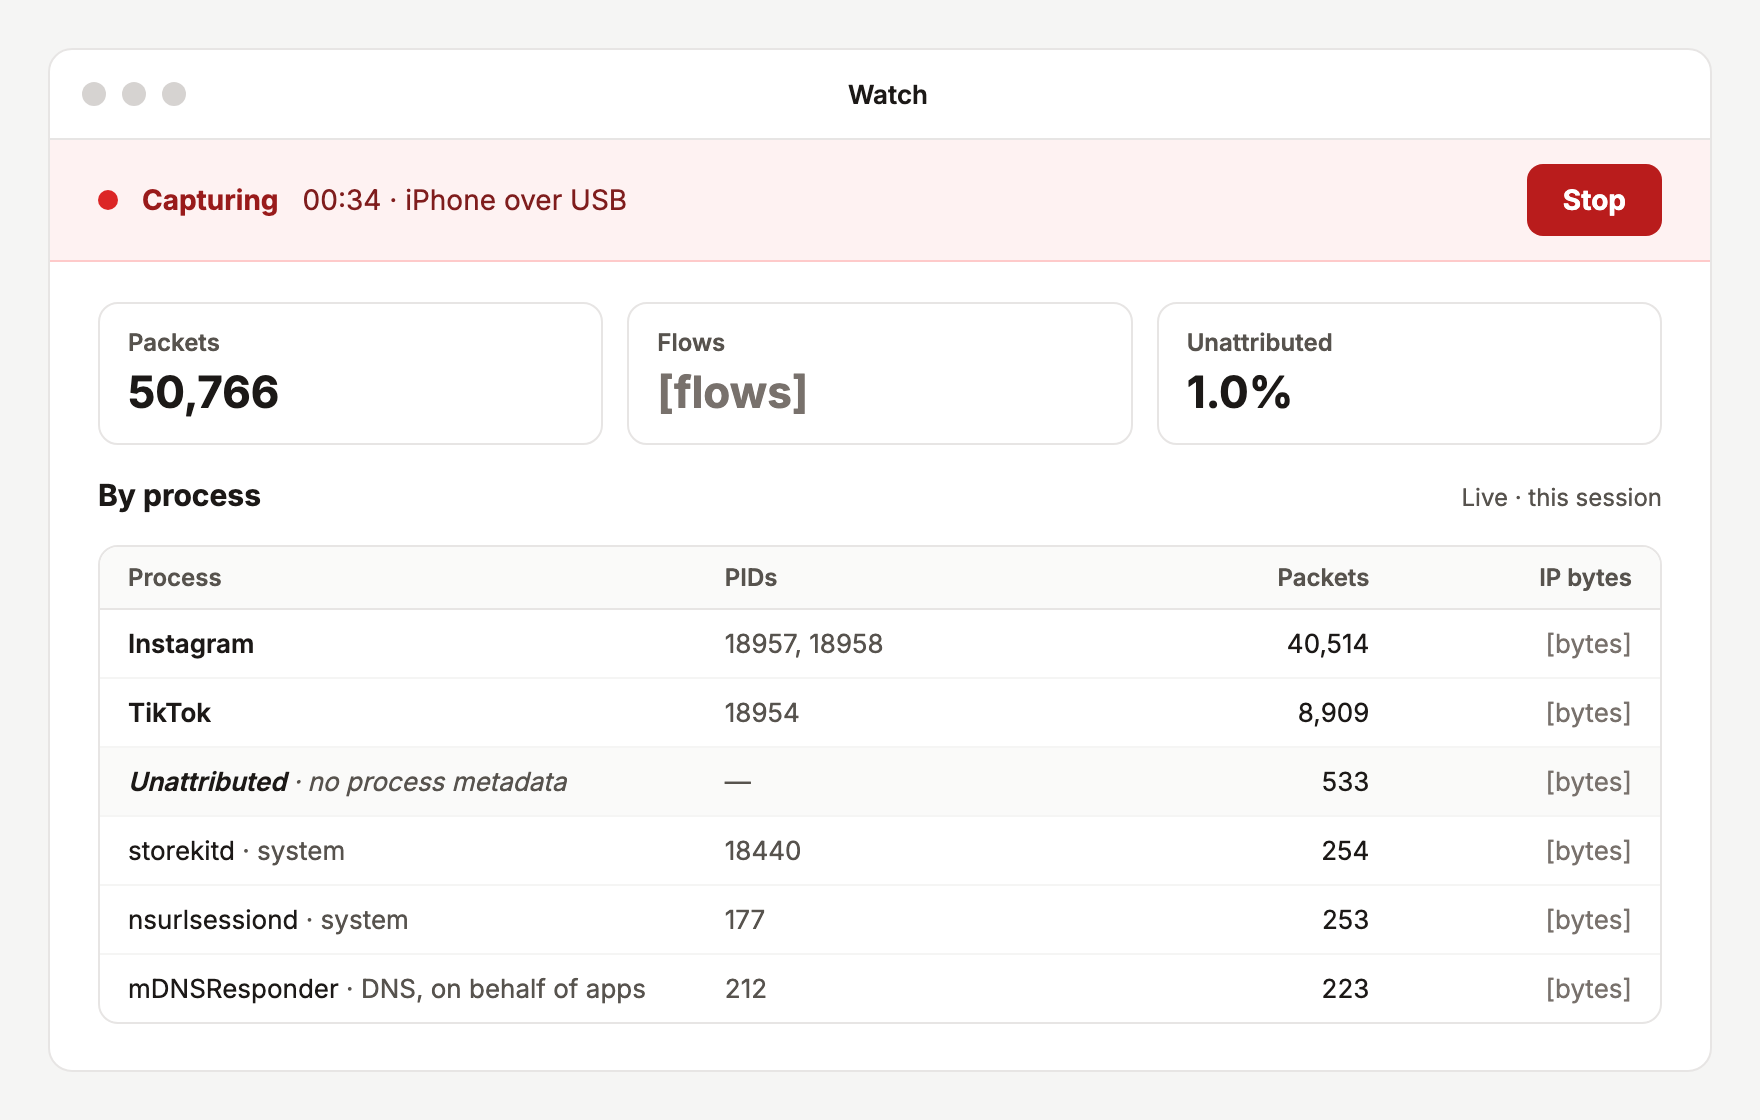 Watch
Capturing 00:34 · iPhone over USB
Stop
Packets
50,766
Flows
[flows]
Unattributed
1.0%
By process
Live · this session
Process PIDs Packets IP bytes
Instagram 18957, 18958 40,514 [bytes]
TikTok 18954 8,909 [bytes]
Unattributed · no process metadata — 533 [bytes]
storekitd · system 18440 254 [bytes]
nsurlsessiond · system 177 253 [bytes]
mDNSResponder · DNS, on behalf of apps 212 223 [bytes]